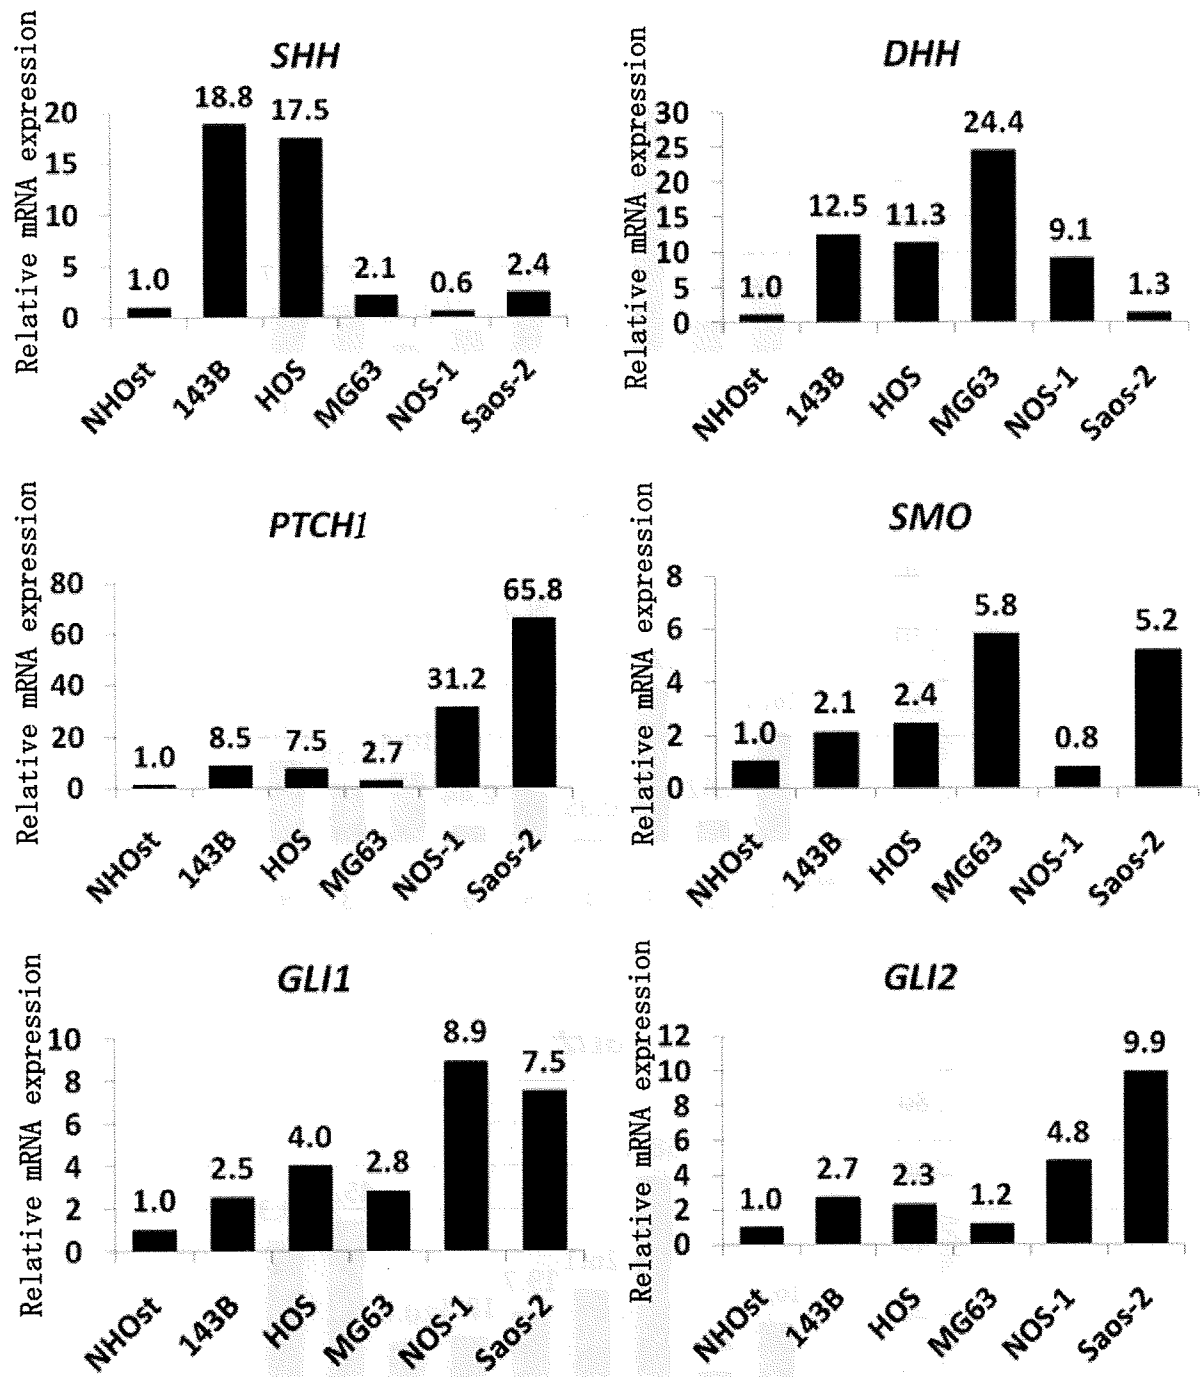 SHH
Relative mRNA expression
20
15
10
5
0
1.0
18.8
17.5
2.1
0.6
2.4
NHOst
143B
HOS
MG63
NOS-1
Saos-2
DHH
Relative mRNA expression
30
25
20
15
10
5
0
1.0
12.5
11.3
24.4
9.1
1.3
NHOst
143B
HOS
MG63
NOS-1
Saos-2
PTCH1
Relative mRNA expression
80
60
40
20
0
1.0
8.5
7.5
2.7
31.2
65.8
NHOst
143B
HOS
MG63
NOS-1
Saos-2
SMO
Relative mRNA expression
8
6
4
2
0
1.0
2.1
2.4
5.8
0.8
5.2
NHOst
143B
HOS
MG63
NOS-1
Saos-2
GLI1
Relative mRNA expression
10
8
6
4
2
0
1.0
2.5
4.0
2.8
8.9
7.5
NHOst
143B
HOS
MG63
NOS-1
Saos-2
GLI2
Relative mRNA expression
12
10
8
6
4
2
0
1.0
2.7
2.3
1.2
4.8
9.9
NHOst
143B
HOS
MG63
NOS-1
Saos-2